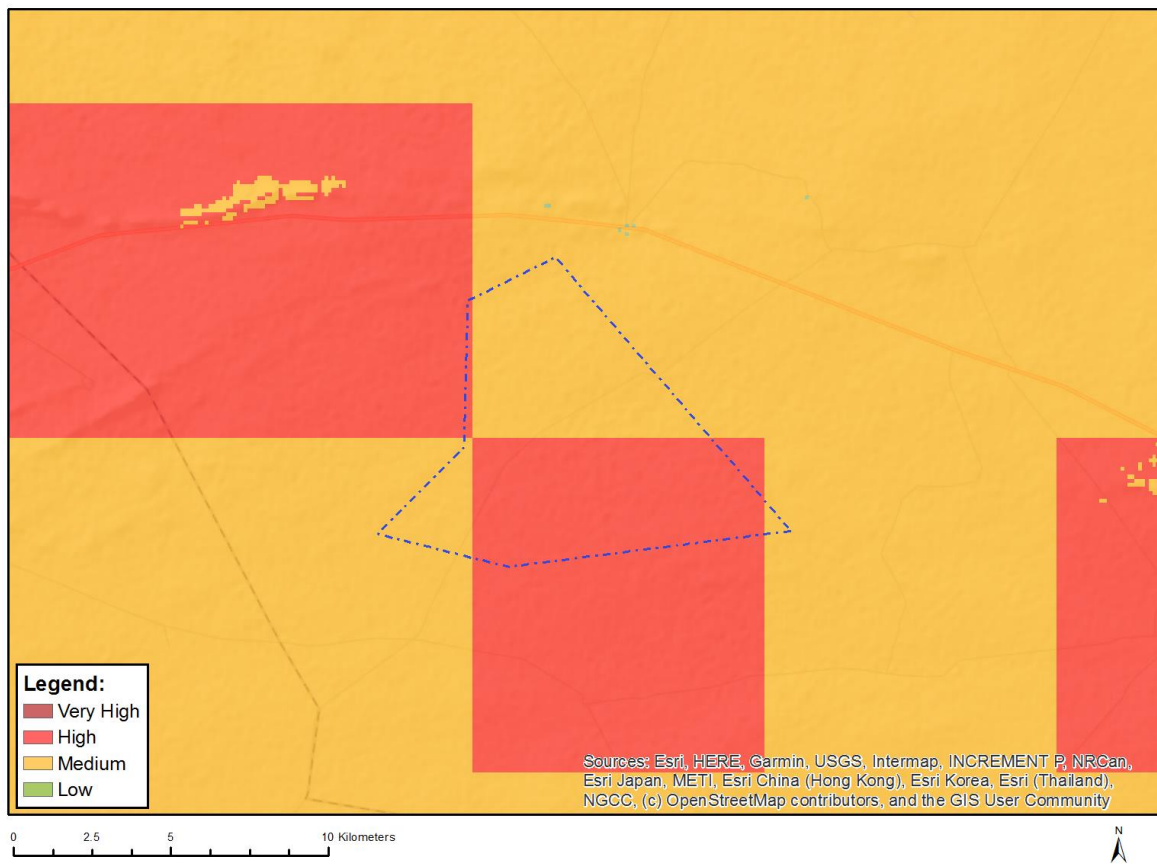 Legend:
Very High
High
Medium
Low
Sources: Esri, HERE, Garmin, USGS, Intermap, INCREMENT P, NRCan,
Esri Japan, METI, Esri China (Hong Kong), Esri Korea, Esri (Thailand),
NGCC, (c) OpenStreetMap contributors, and the GIS User Community
0 2.5 5 10 Kilometers
N